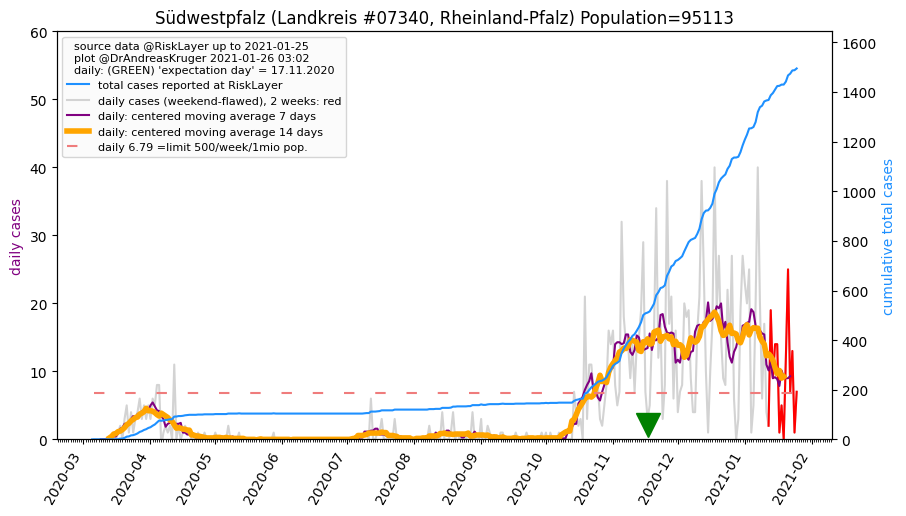 Südwestpfalz (Landkreis #07340, Rheinland-Pfalz) Population=95113
source data @RiskLayer up to 2021-01-25
plot @DrAndreasKruger 2021-01-26 03:02
daily: (GREEN) 'expectation day' = 17.11.2020
total cases reported at RiskLayer
daily cases (weekend-flawed), 2 weeks: red
daily: centered moving average 7 days
daily: centered moving average 14 days
daily 6.79 =limit 500/week/1mio pop.
daily cases
60
50
40
30
20
10
0
cumulative total cases
1600
1400
1200
1000
800
600
400
200
0
2020-03
2020-04
2020-05
2020-06
2020-07
2020-08
2020-09
2020-10
2020-11
2020-12
2021-01
2021-02